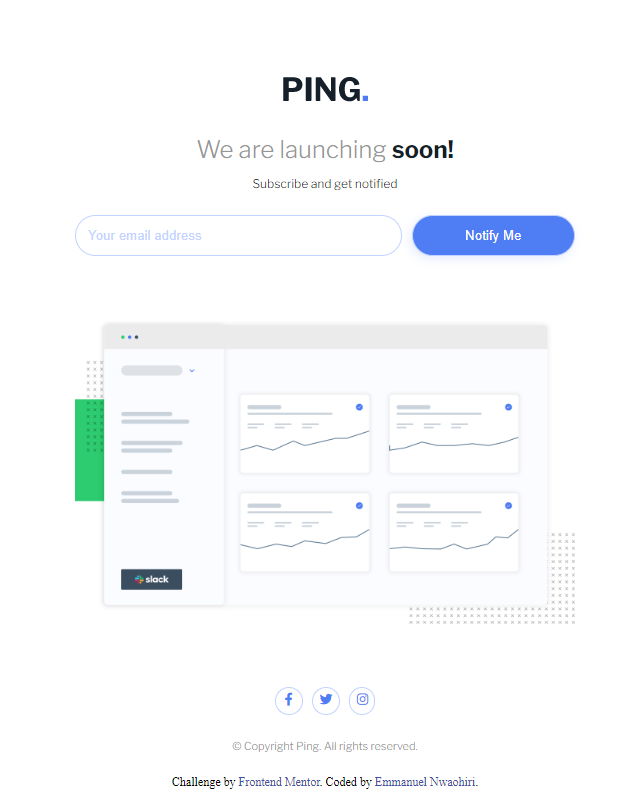 PING.
We are launching soon!
Subscribe and get notified
Your email address
Notify Me
slack
© Copyright Ping. All rights reserved.
Challenge by Frontend Mentor. Coded by Emmanuel Nwaohiri.